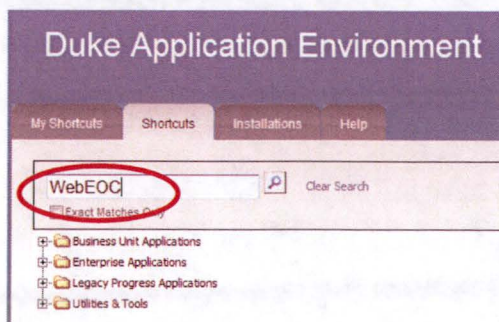 Duke Application Environment
My Shortcuts Shortcuts Installations Help
WebEOC Clear Search
Exact Matches Only
Business Unit Applications
Enterprise Applications
Legacy Progress Applications
Utilities & Tools